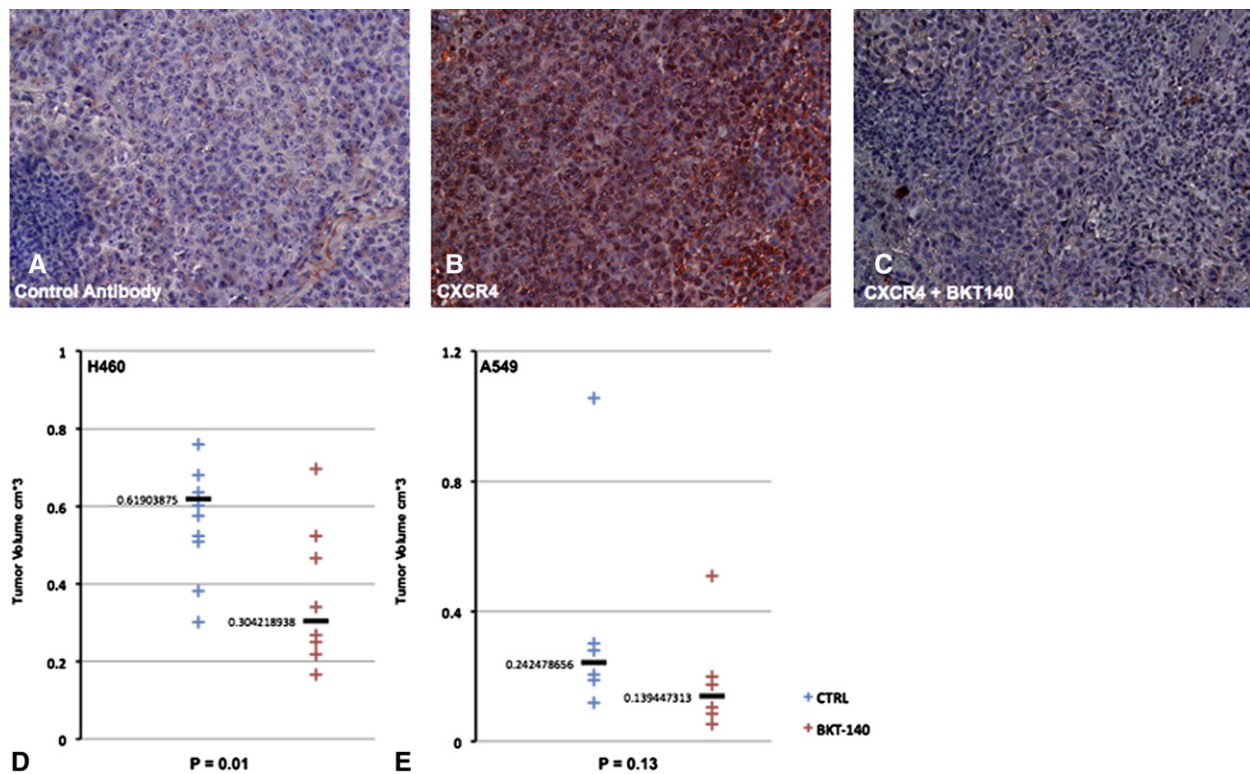 A
Control Antibody
B
CXCR4
C
CXCR4 + BKT140
H460
Tumor Volume cm^3
1
0.8
0.6
0.4
0.2
0
0.61903875
0.304218938
D
P = 0.01
A549
Tumor Volume cm^3
1.2
0.8
0.4
0
0.242478656
0.139447313
CTRL
BKT-140
E
P = 0.13